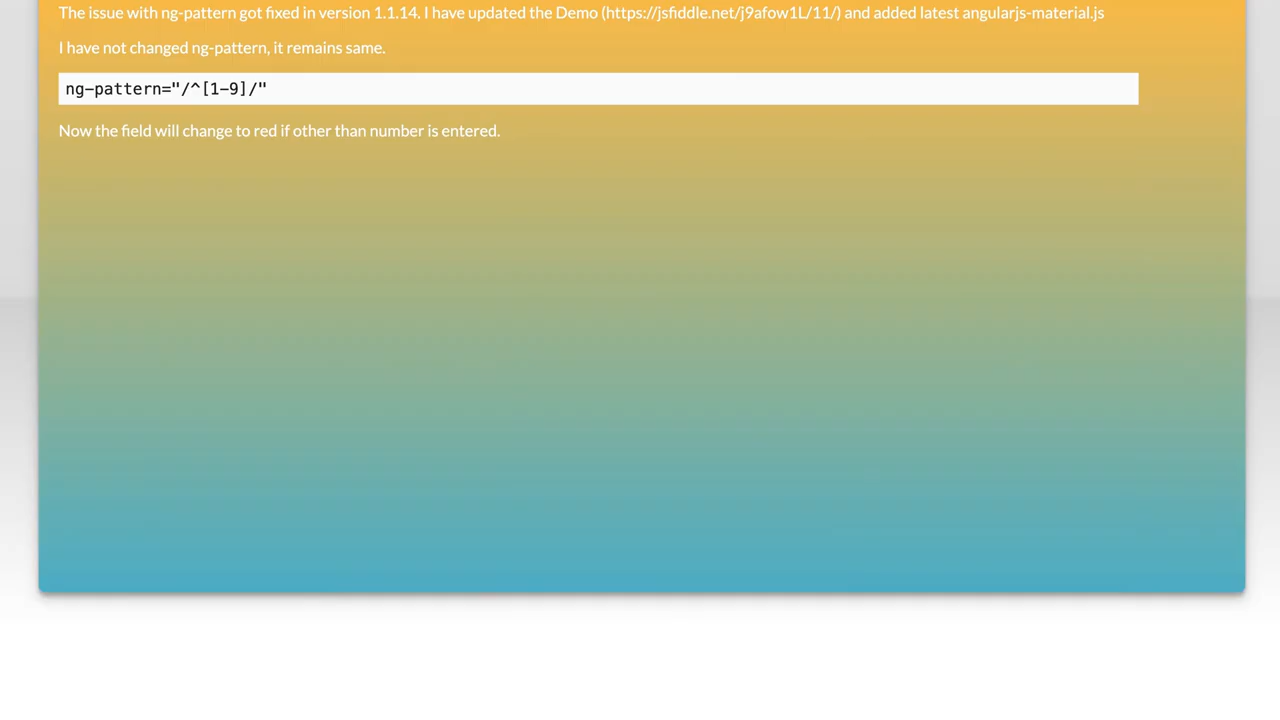 The issue with ng-pattern got fixed in version 1.1.14. I have updated the Demo (https://jsfiddle.net/j9afow1L/11/) and added latest angularjs-material.js
I have not changed ng-pattern, it remains same.
ng-pattern="/^[1-9]/"
Now the field will change to red if other than number is entered.